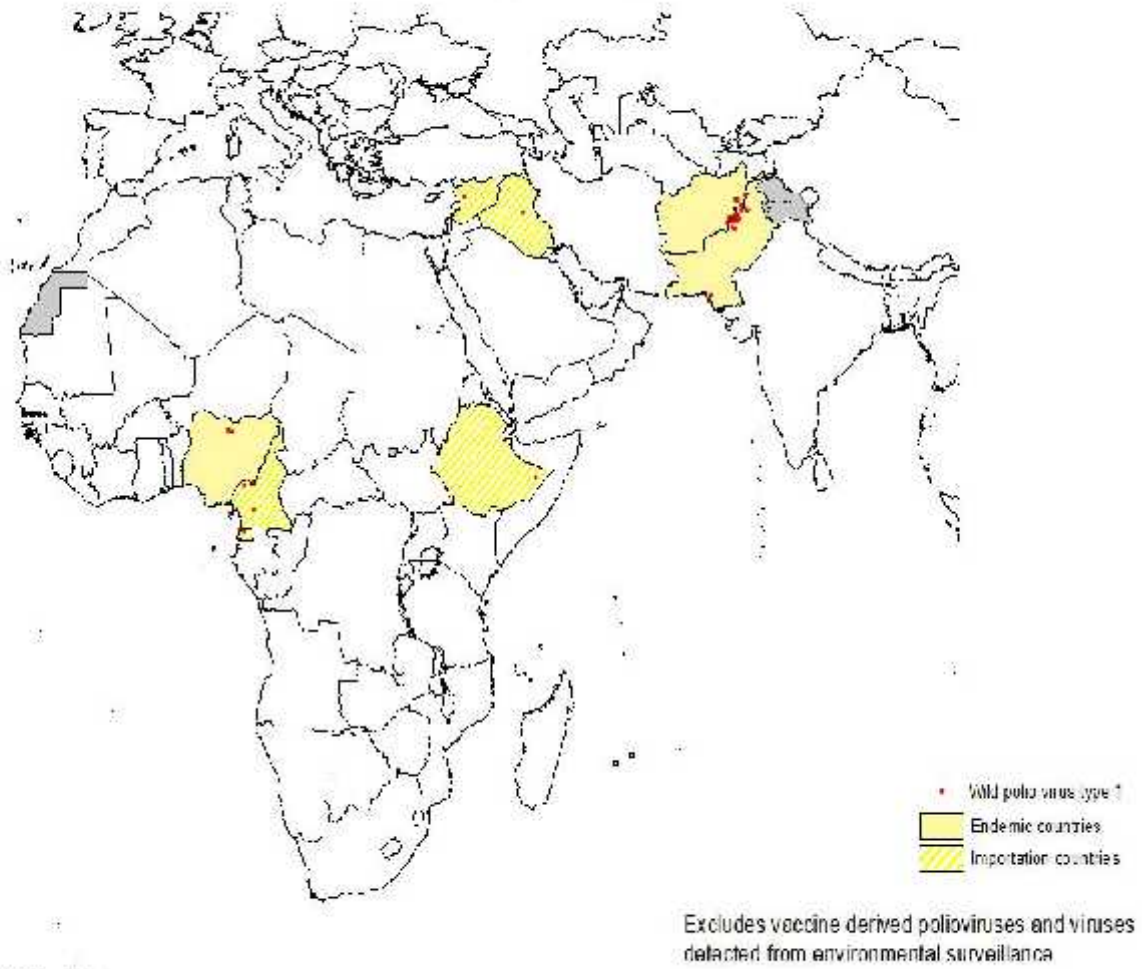 Wild polio virus type 1
Endemic countries
Importation countries
Excludes vaccine derived polioviruses and viruses
detected from environmental surveillance